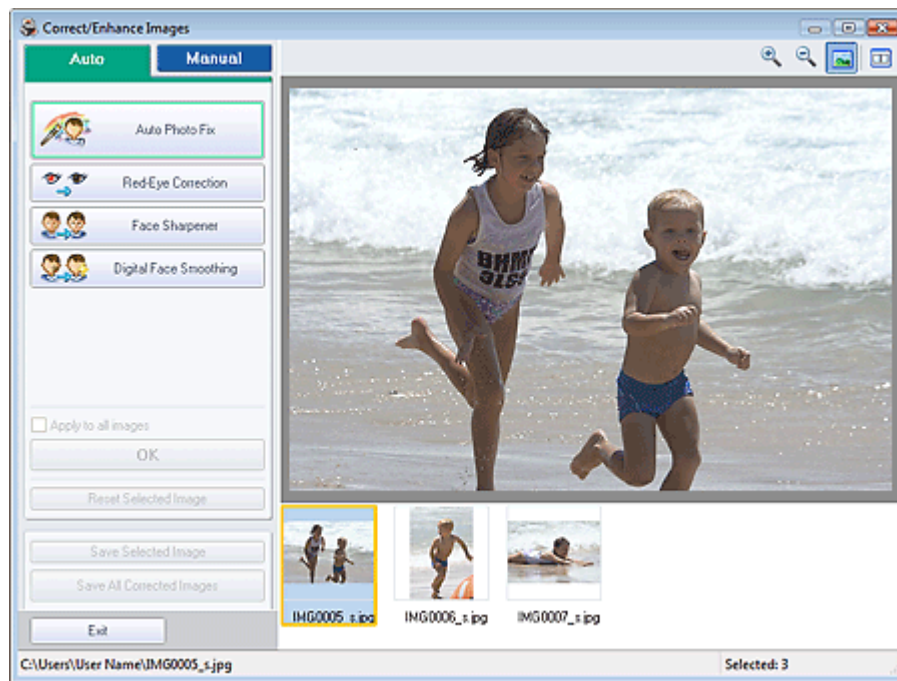 Correct/Enhance Images
Auto
Manual
Auto Photo Fix
Red-Eye Correction
Face Sharpener
Digital Face Smoothing
Apply to all images
OK
Reset Selected Image
Save Selected Image
Save All Corrected Images
Exit
BHMT
3LSS
IMG0005_s.jpg
IMG0006_s.jpg
IMG0007_s.jpg
C:\Users\User Name\IMG0005_s.jpg
Selected: 3